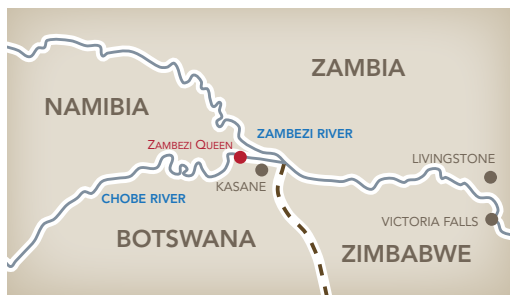 ZAMBIA
NAMIBIA
ZAMBEZI RIVER
ZAMBEZI QUEEN
LIVINGSTONE
KASANE
CHOBE RIVER
VICTORIA FALLS
BOTSWANA
ZIMBABWE